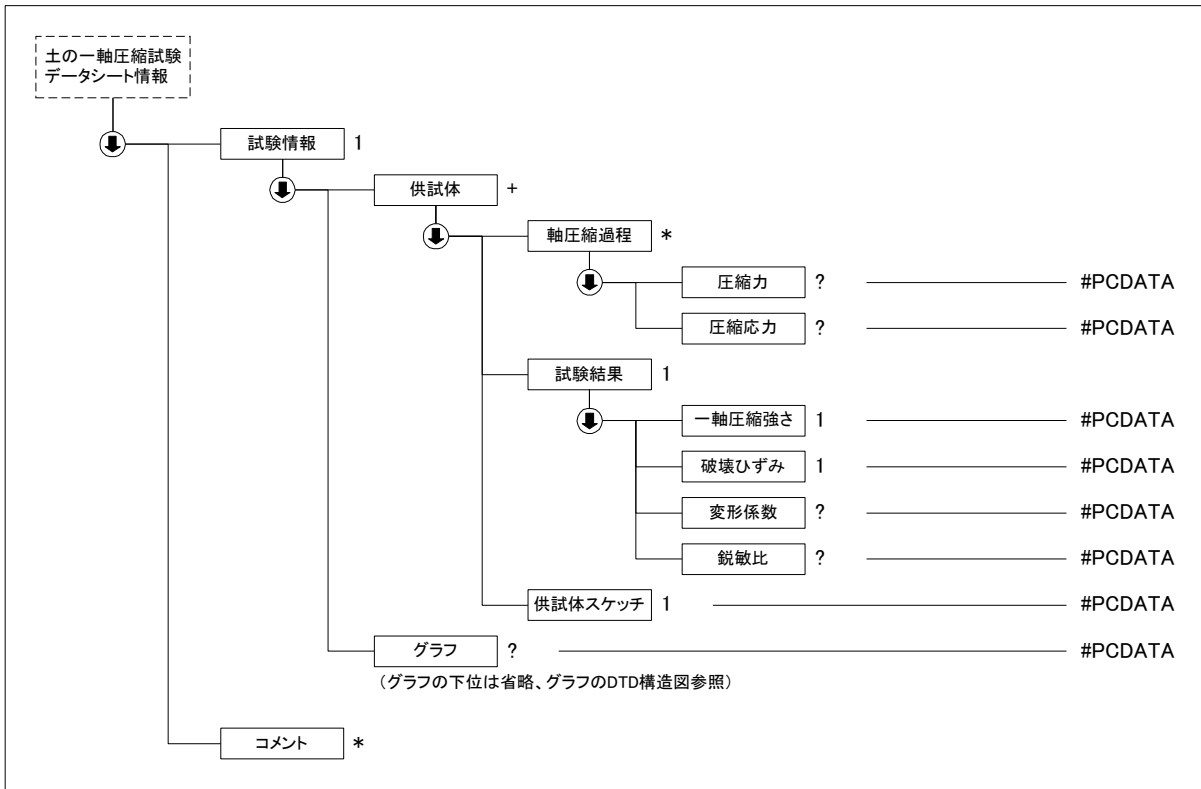 土の一軸圧縮試験
データシート情報
試験情報 1
供試体 +
軸圧縮過程 *
圧縮力 ? #PCDATA
圧縮応力 ? #PCDATA
試験結果 1
一軸圧縮強さ 1 #PCDATA
破壊ひずみ 1 #PCDATA
変形係数 ? #PCDATA
鋭敏比 ? #PCDATA
供試体スケッチ 1 #PCDATA
グラフ ? #PCDATA
（グラフの下位は省略、グラフのDTD構造図参照）
コメント *